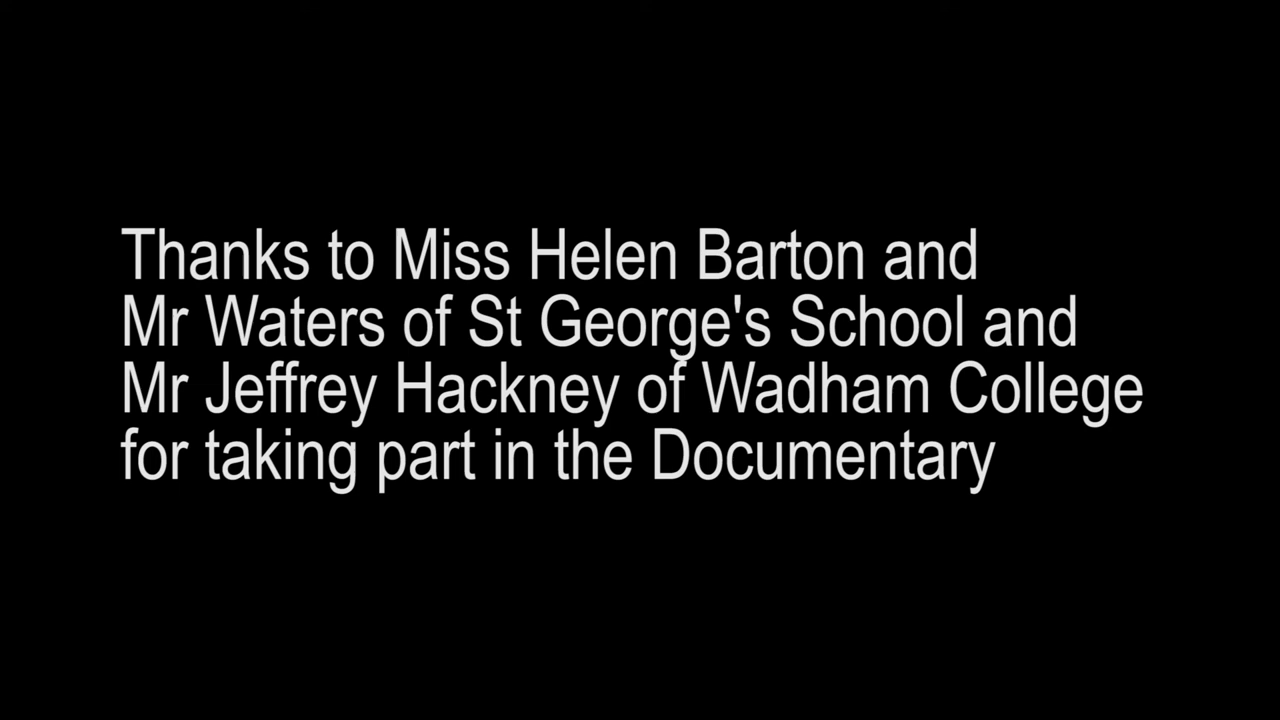 Thanks to Miss Helen Barton and
Mr Waters of St George's School and
Mr Jeffrey Hackney of Wadham College
for taking part in the Documentary